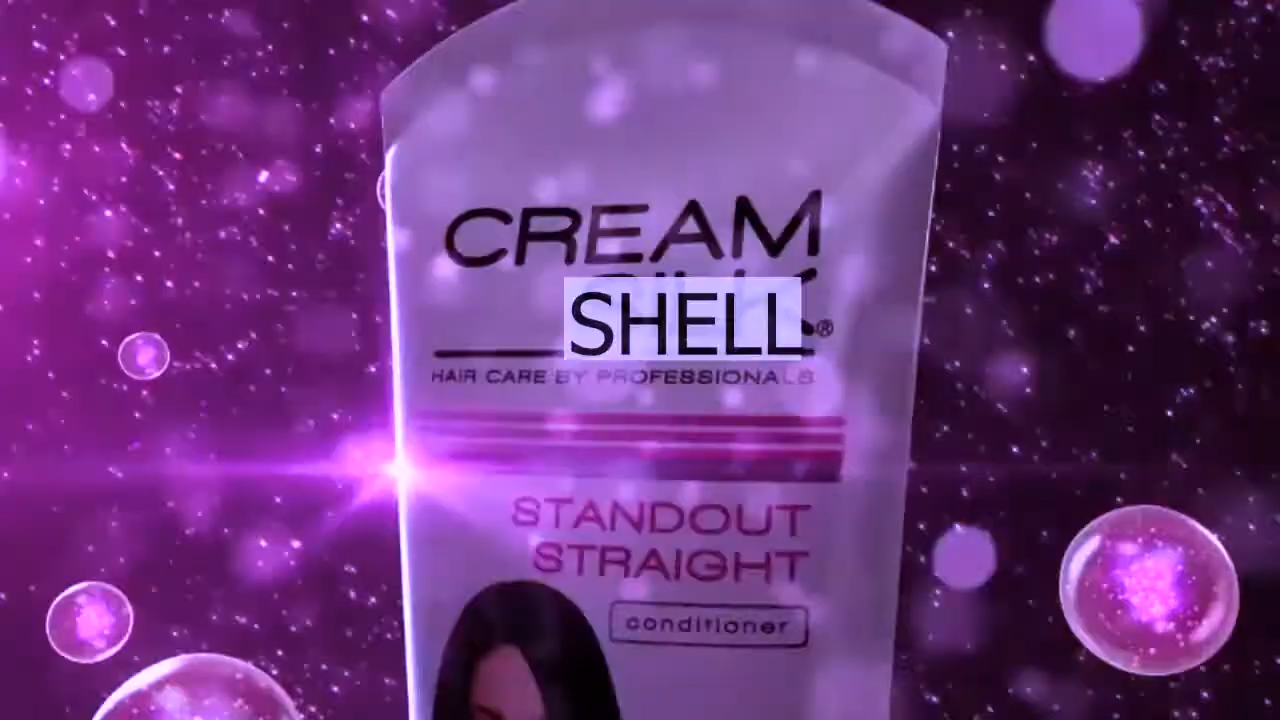 CREAM
SHELL®
HAIR CARE BY PROFESSIONALS
STANDOUT
STRAIGHT
conditioner